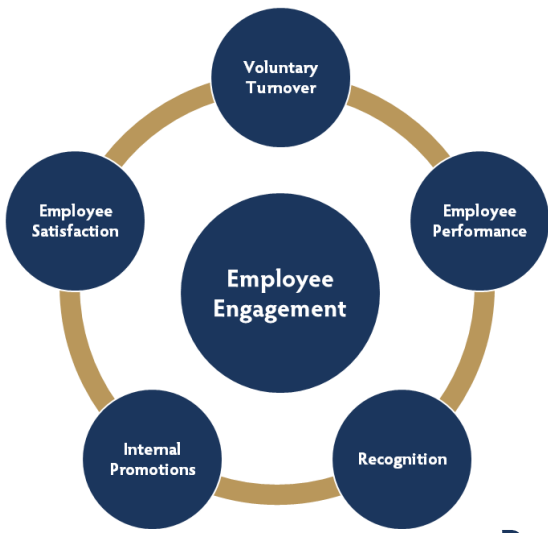 Voluntary
Turnover
Employee
Satisfaction
Employee
Performance
Employee
Engagement
Internal
Promotions
Recognition